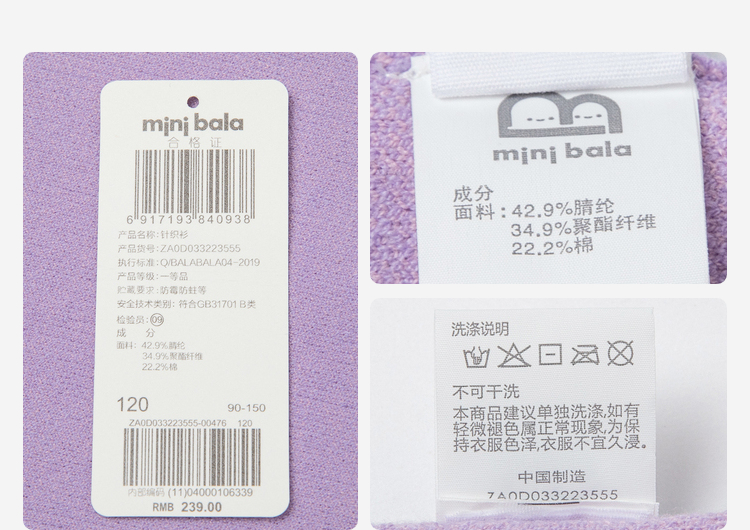 mini bala
合格证
6 917193 840938
产品名称: 针织衫
产品货号: ZA0D033223555
执行标准: Q/BALABALA04-2019
产品等级: 一等品
贮藏要求: 防霉防蛀等
安全技术类别: 符合GB31701 B类
检验员: 09
成 分
面料: 42.9%腈纶
34.9%聚酯纤维
22.2%棉
120 90-150
ZA0D033223555-00476 120
内部编码 (11)04000106339
RMB 239.00
mini bala
成分
面料: 42.9%腈纶
34.9%聚酯纤维
22.2%棉
洗涤说明
不可干洗
本商品建议单独洗涤,如有
轻微褪色属正常现象,为保
持衣服色泽,衣服不宜久浸。
中国制造
ZA0D033223555